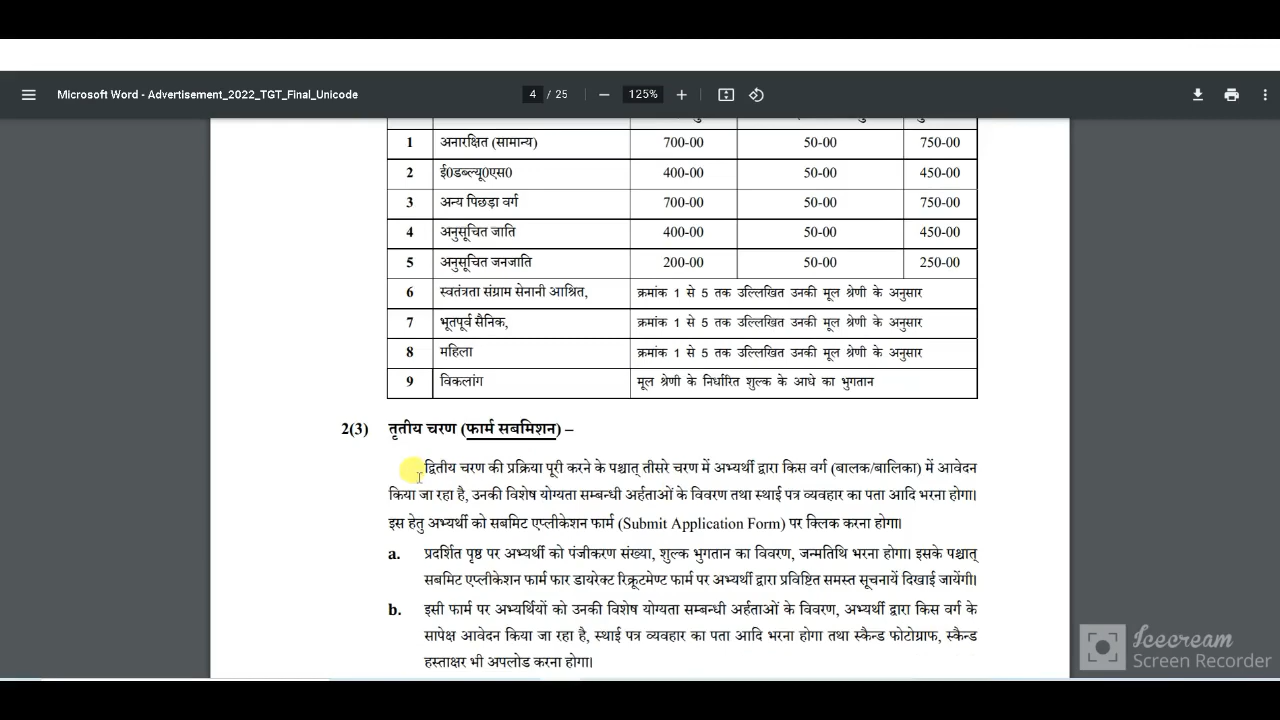 Microsoft Word - Advertisement_2022_TGT_Final_Unicode 4 / 25 125%
1 अनारक्षित (सामान्य) 700-00 50-00 750-00
2 ई0डब्ल्यू0एस0 400-00 50-00 450-00
3 अन्य पिछड़ा वर्ग 700-00 50-00 750-00
4 अनुसूचित जाति 400-00 50-00 450-00
5 अनुसूचित जनजाति 200-00 50-00 250-00
6 स्वतंत्रता संग्राम सेनानी आश्रित, क्रमांक 1 से 5 तक उल्लिखित उनकी मूल श्रेणी के अनुसार
7 भूतपूर्व सैनिक, क्रमांक 1 से 5 तक उल्लिखित उनकी मूल श्रेणी के अनुसार
8 महिला क्रमांक 1 से 5 तक उल्लिखित उनकी मूल श्रेणी के अनुसार
9 विकलांग मूल श्रेणी के निर्धारित शुल्क के आधे का भुगतान
2(3) तृतीय चरण (फार्म सबमिशन) –
द्वितीय चरण की प्रक्रिया पूरी करने के पश्चात् तीसरे चरण में अभ्यर्थी द्वारा किस वर्ग (बालक/बालिका) में आवेदन
किया जा रहा है, उनकी विशेष योग्यता सम्बन्धी अर्हताओं के विवरण तथा स्थाई पत्र व्यवहार का पता आदि भरना होगा।
इस हेतु अभ्यर्थी को सबमिट एप्लीकेशन फार्म (Submit Application Form) पर क्लिक करना होगा।
a. प्रदर्शित पृष्ठ पर अभ्यर्थी को पंजीकरण संख्या, शुल्क भुगतान का विवरण, जन्मतिथि भरना होगा। इसके पश्चात्
सबमिट एप्लीकेशन फार्म फार डायरेक्ट रिक्रूटमेण्ट फार्म पर अभ्यर्थी द्वारा प्रविष्टित समस्त सूचनायें दिखाई जायेंगी।
b. इसी फार्म पर अभ्यर्थियों को उनकी विशेष योग्यता सम्बन्धी अर्हताओं के विवरण, अभ्यर्थी द्वारा किस वर्ग के
सापेक्ष आवेदन किया जा रहा है, स्थाई पत्र व्यवहार का पता आदि भरना होगा तथा स्कैन्ड फोटोग्राफ, स्कैन्ड
हस्ताक्षर भी अपलोड करना होगा।
Icecream
Screen Recorder